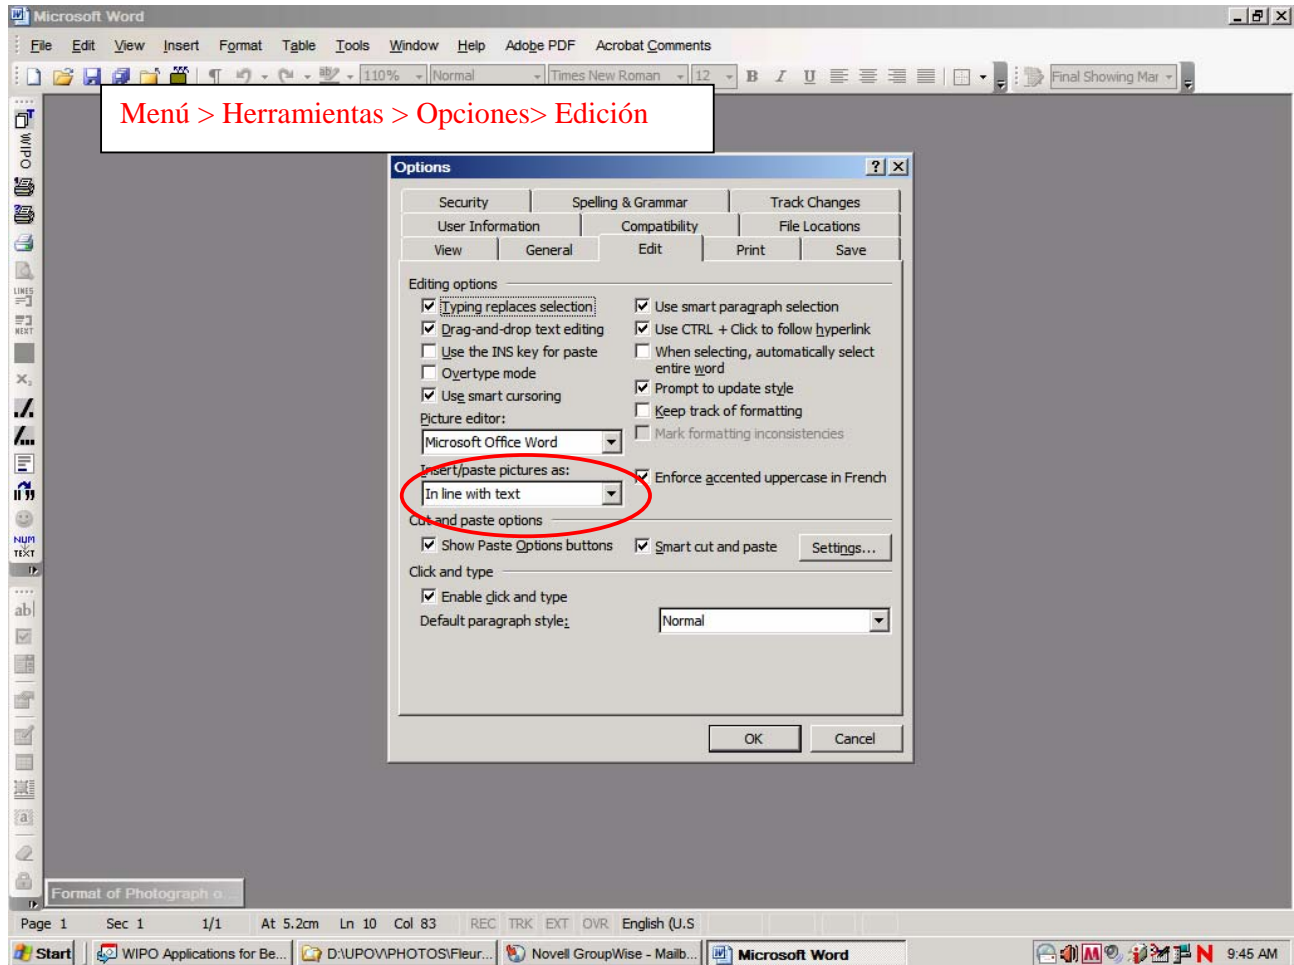 Microsoft Word
File Edit View Insert Format Table Tools Window Help Adobe PDF Acrobat Comments
110% Normal Times New Roman 12 B I U Final Showing Mar
Menú > Herramientas > Opciones> Edición
WIPO
LINES
NEXT
NUM
TEXT
ab
a
Options
Security Spelling & Grammar Track Changes
User Information Compatibility File Locations
View General Edit Print Save
Editing options
Typing replaces selection Use smart paragraph selection
Drag-and-drop text editing Use CTRL + Click to follow hyperlink
Use the INS key for paste When selecting, automatically select
entire word
Overtype mode
Prompt to update style
Use smart cursoring
Keep track of formatting
Picture editor:
Mark formatting inconsistencies
Microsoft Office Word
Insert/paste pictures as:
Enforce accented uppercase in French
In line with text
Cut and paste options
Show Paste Options buttons Smart cut and paste Settings...
Click and type
Enable click and type
Default paragraph style: Normal
OK Cancel
Format of Photograph o...
Page 1 Sec 1 1/1 At 5.2cm Ln 10 Col 83 REC TRK EXT OVR English (U.S
Start WIPO Applications for Be... D:\UPOV\PHOTOS\Fleur... Novell GroupWise - Mailb... Microsoft Word 9:45 AM